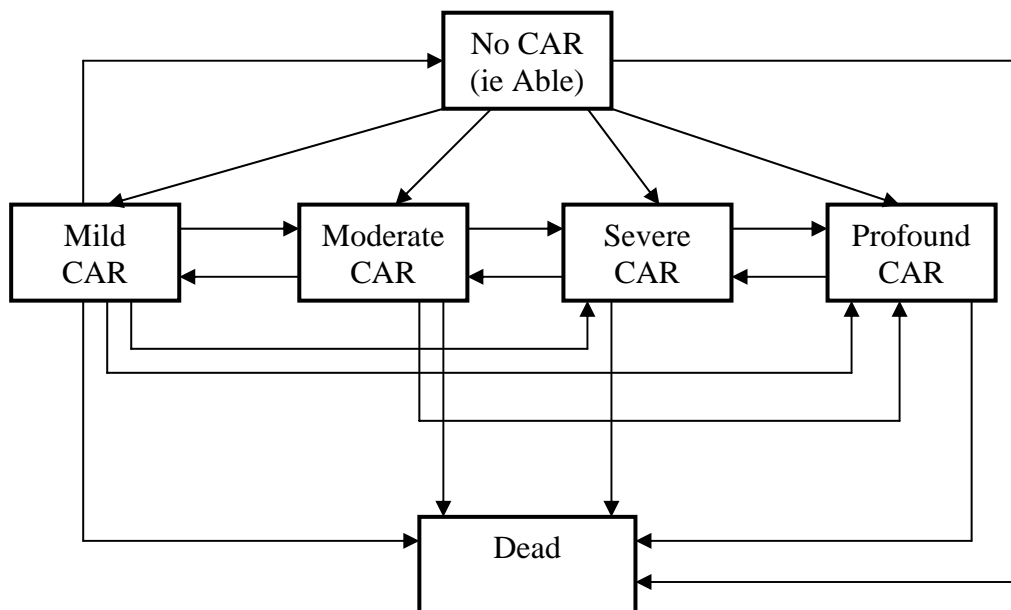 No CAR
(ie Able)
Mild
CAR
Moderate
CAR
Severe
CAR
Profound
CAR
Dead